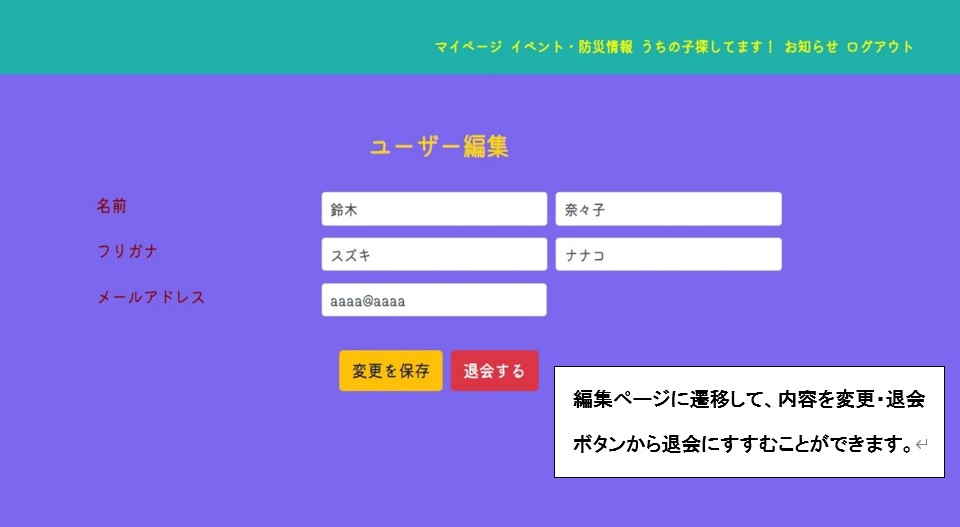 マイページ イベント・防災情報 うちの子探してます！ お知らせ ログアウト
ユーザー編集
名前 鈴木 奈々子
フリガナ スズキ ナナコ
メールアドレス aaaa@aaaa
変更を保存 退会する
編集ページに遷移して、内容を変更・退会
ボタンから退会にすすむことができます。↵